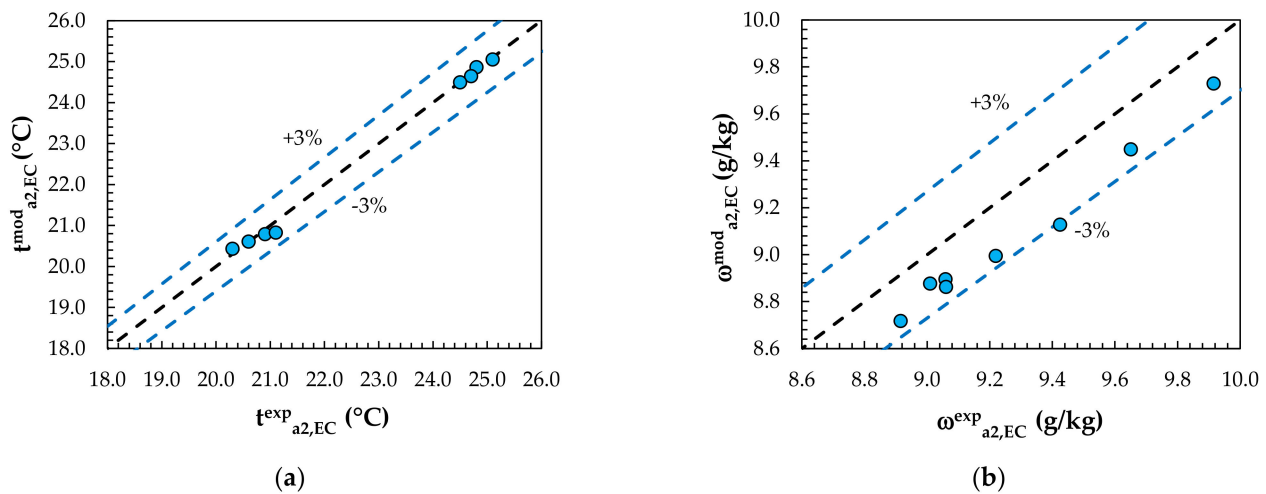 26.0
25.0
24.0
23.0
22.0
21.0
20.0
19.0
18.0
t^mod_a2,EC (°C)
+3%
-3%
18.0 19.0 20.0 21.0 22.0 23.0 24.0 25.0 26.0
t^exp_a2,EC (°C)
(a)
10.0
9.8
9.6
9.4
9.2
9.0
8.8
8.6
ω^mod_a2,EC (g/kg)
+3%
-3%
8.6 8.8 9.0 9.2 9.4 9.6 9.8 10.0
ω^exp_a2,EC (g/kg)
(b)